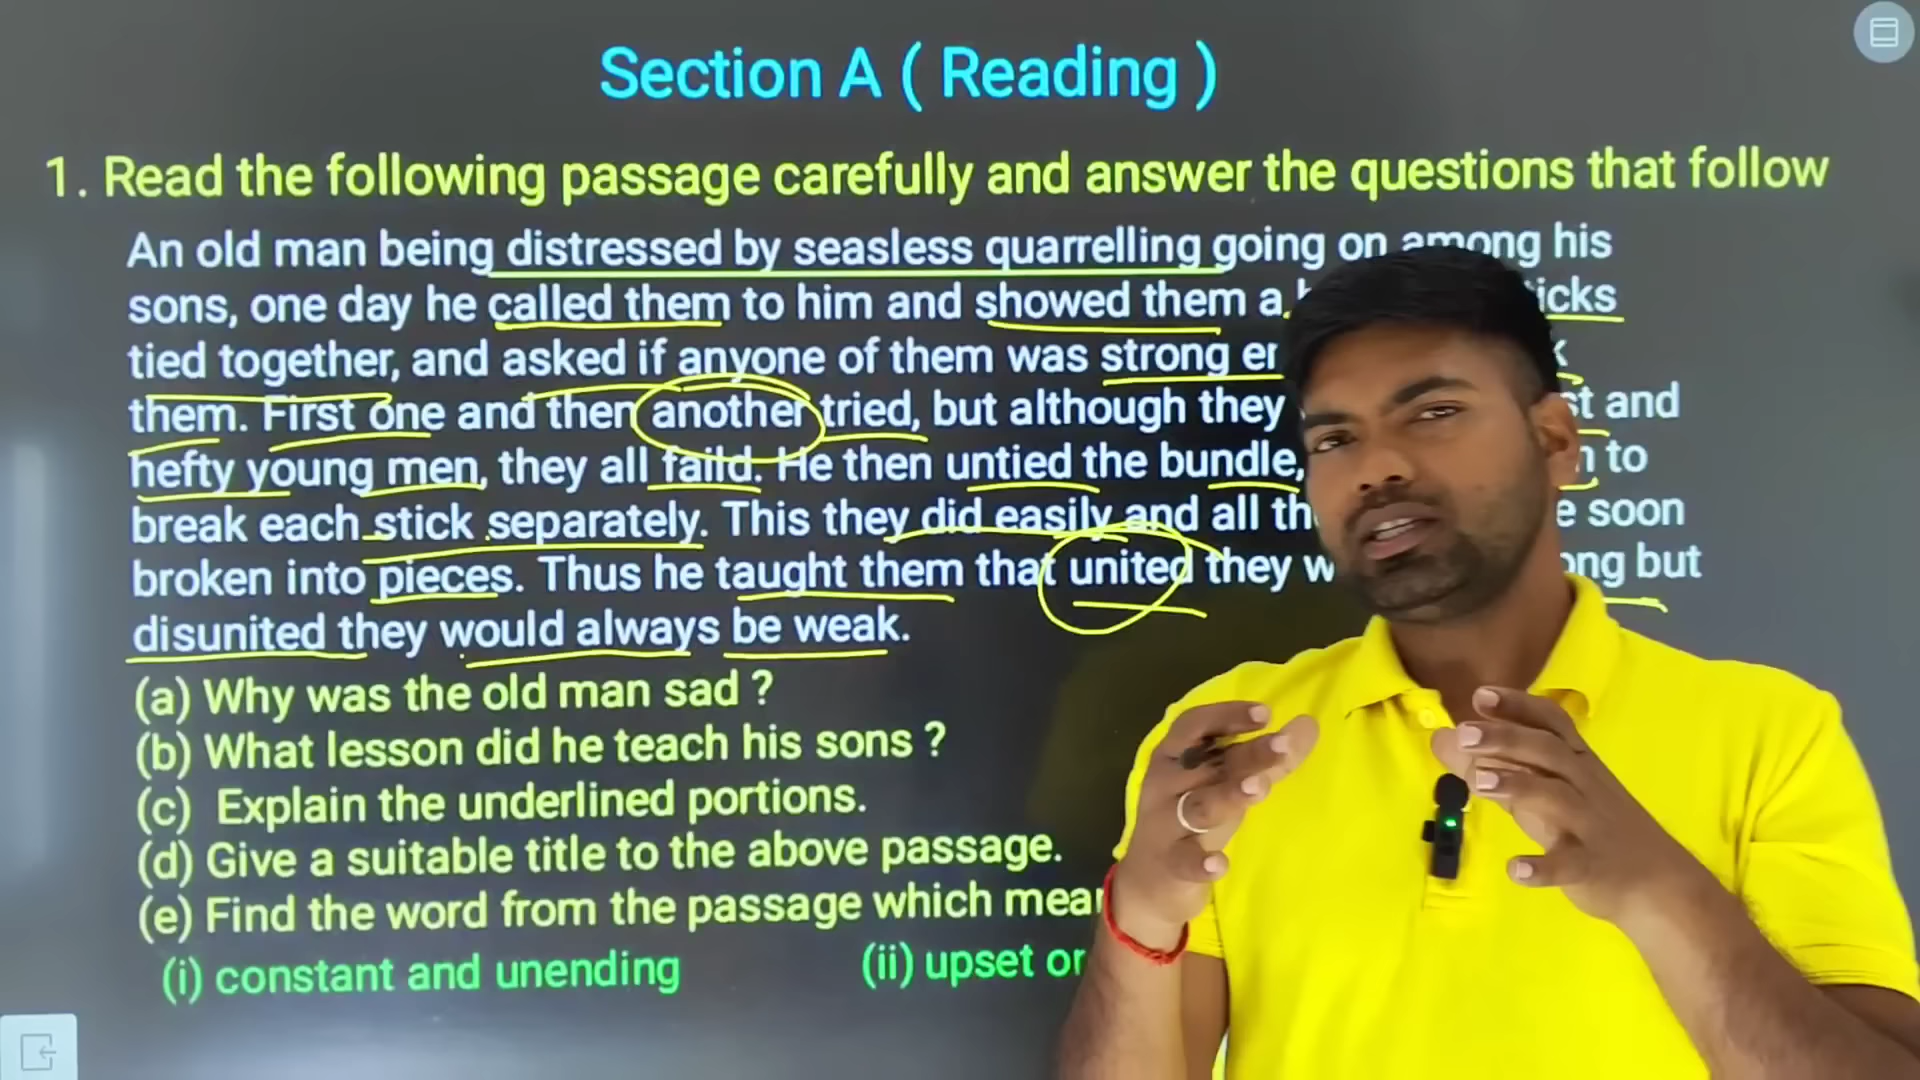 Section A ( Reading )
1. Read the following passage carefully and answer the questions that follow
An old man being distressed by seasless quarrelling going on among his
sons, one day he called them to him and showed them a
tied together, and asked if anyone of them was strong
them. First one and then another tried, but although they and
hefty young men, they all faild. He then untied the bundle, to
break each stick separately. This they did easily and all soon
broken into pieces. Thus he taught them that united they but
disunited they would always be weak.
(a) Why was the old man sad ?
(b) What lesson did he teach his sons ?
(c) Explain the underlined portions.
(d) Give a suitable title to the above passage.
(e) Find the word from the passage which
(i) constant and unending (ii) upset or